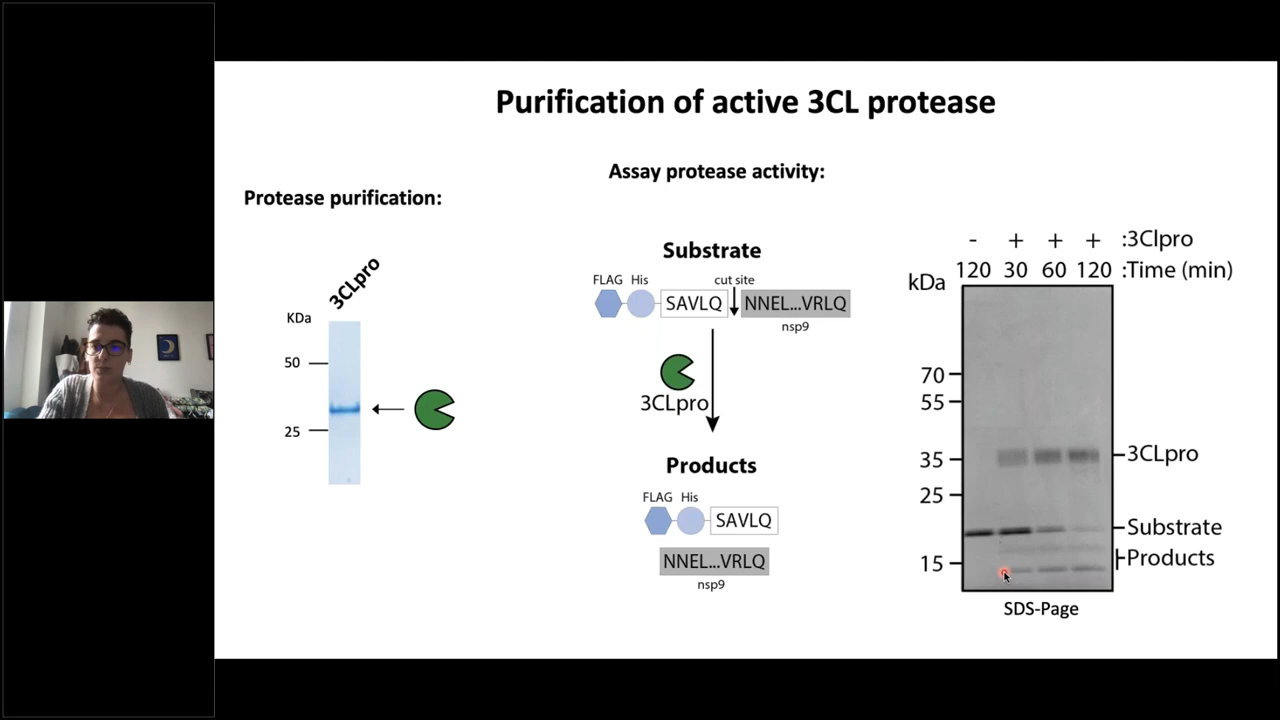 Purification of active 3CL protease
Protease purification:
3CLpro
KDa
50
25
Assay protease activity:
Substrate
FLAG His cut site
SAVLQ NNEL...VRLQ
nsp9
3CLpro
Products
FLAG His
SAVLQ
NNEL...VRLQ
nsp9
- + + + :3Clpro
120 30 60 120 :Time (min)
kDa
70
55
35 3CLpro
25
Substrate
Products
15
SDS-Page